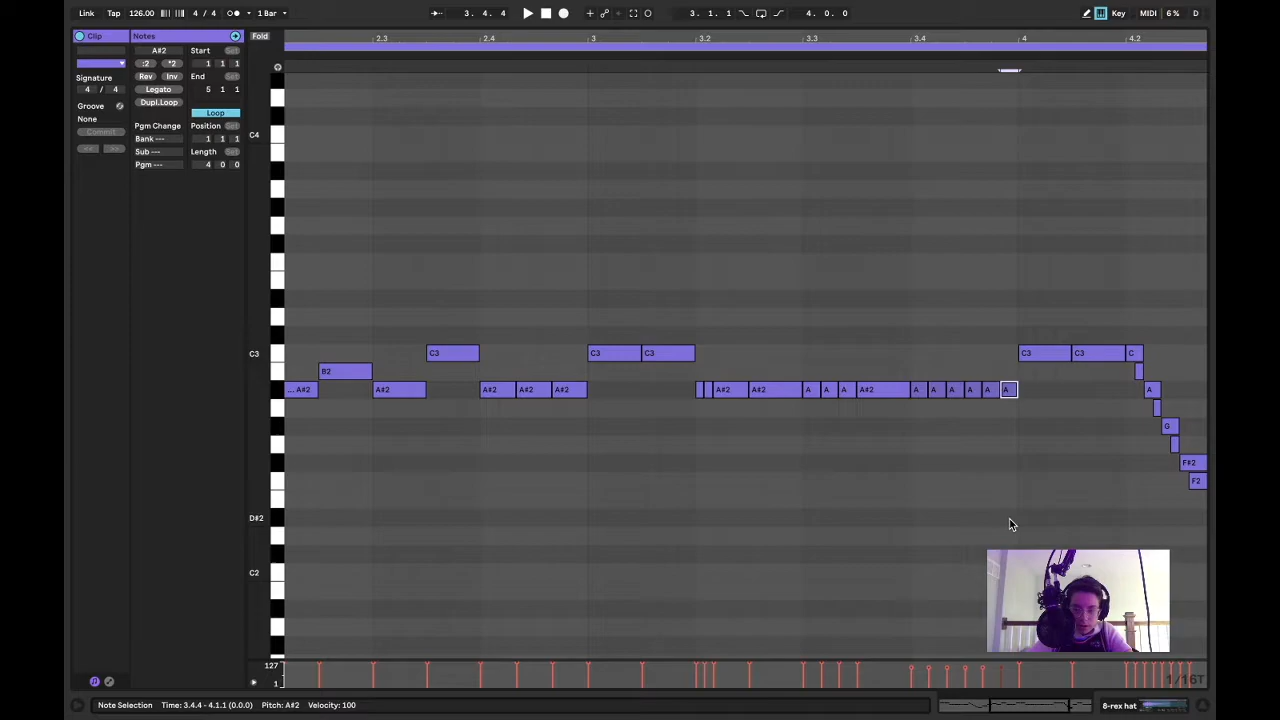 Link Tap 126.00 4 / 4 1 Bar 3. 4. 4 3. 1. 1 4. 0. 0 Key MIDI 6 % D
Clip Notes Fold 2.3 2.4 3 3.2 3.3 3.4 4 4.2
A#2 Start Set
:2 *2 1 1 1
Signature Rev Inv End Set
4 / 4 Legato 5 1 1
Groove Dupl.Loop Loop
None Pgm Change Position Set
Commit Bank --- 1 1 1
<< >> Sub --- Length Set
Pgm --- 4 0 0
C4
C3 C3 C3 C3 C3 C3 C
B2
... A#2 A#2 A#2 A#2 A#2 A#2 A#2 A A A A#2 A A A A A A A
G
F#2
F2
D#2
C2
127
1 1/16T
Note Selection Time: 3.4.4 - 4.1.1 (0.0.0) Pitch: A#2 Velocity: 100 8-rex hat